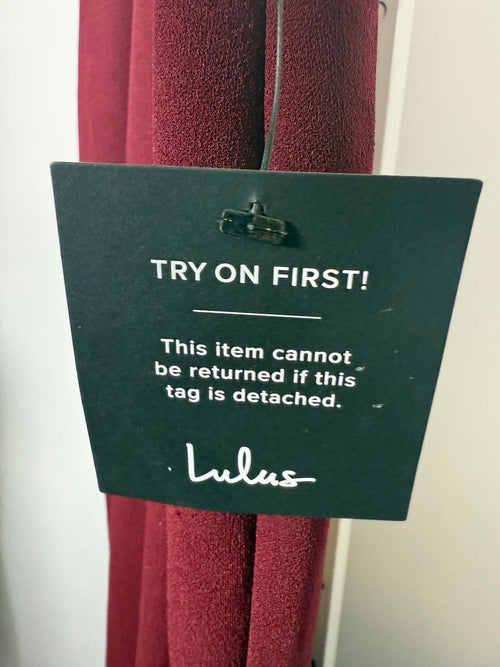 TRY ON FIRST!
This item cannot
be returned if this
tag is detached.
Lulus